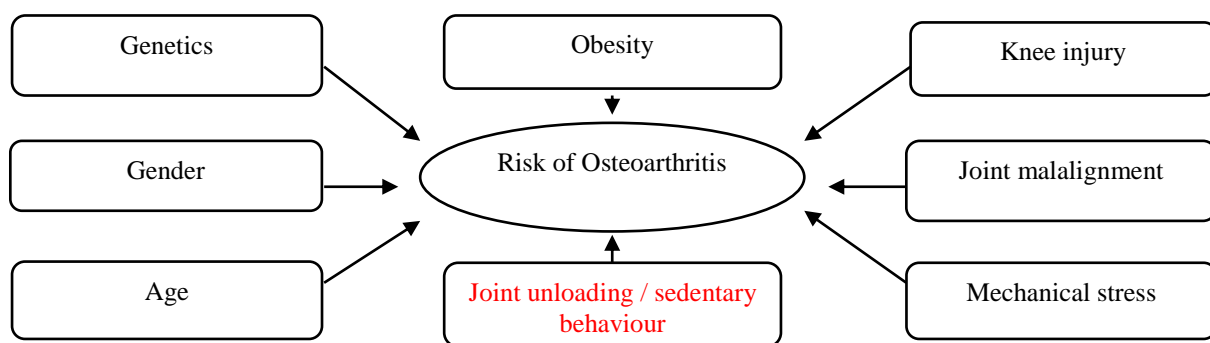 Genetics
Obesity
Knee injury
Gender
Risk of Osteoarthritis
Joint malalignment
Age
Joint unloading / sedentary
behaviour
Mechanical stress